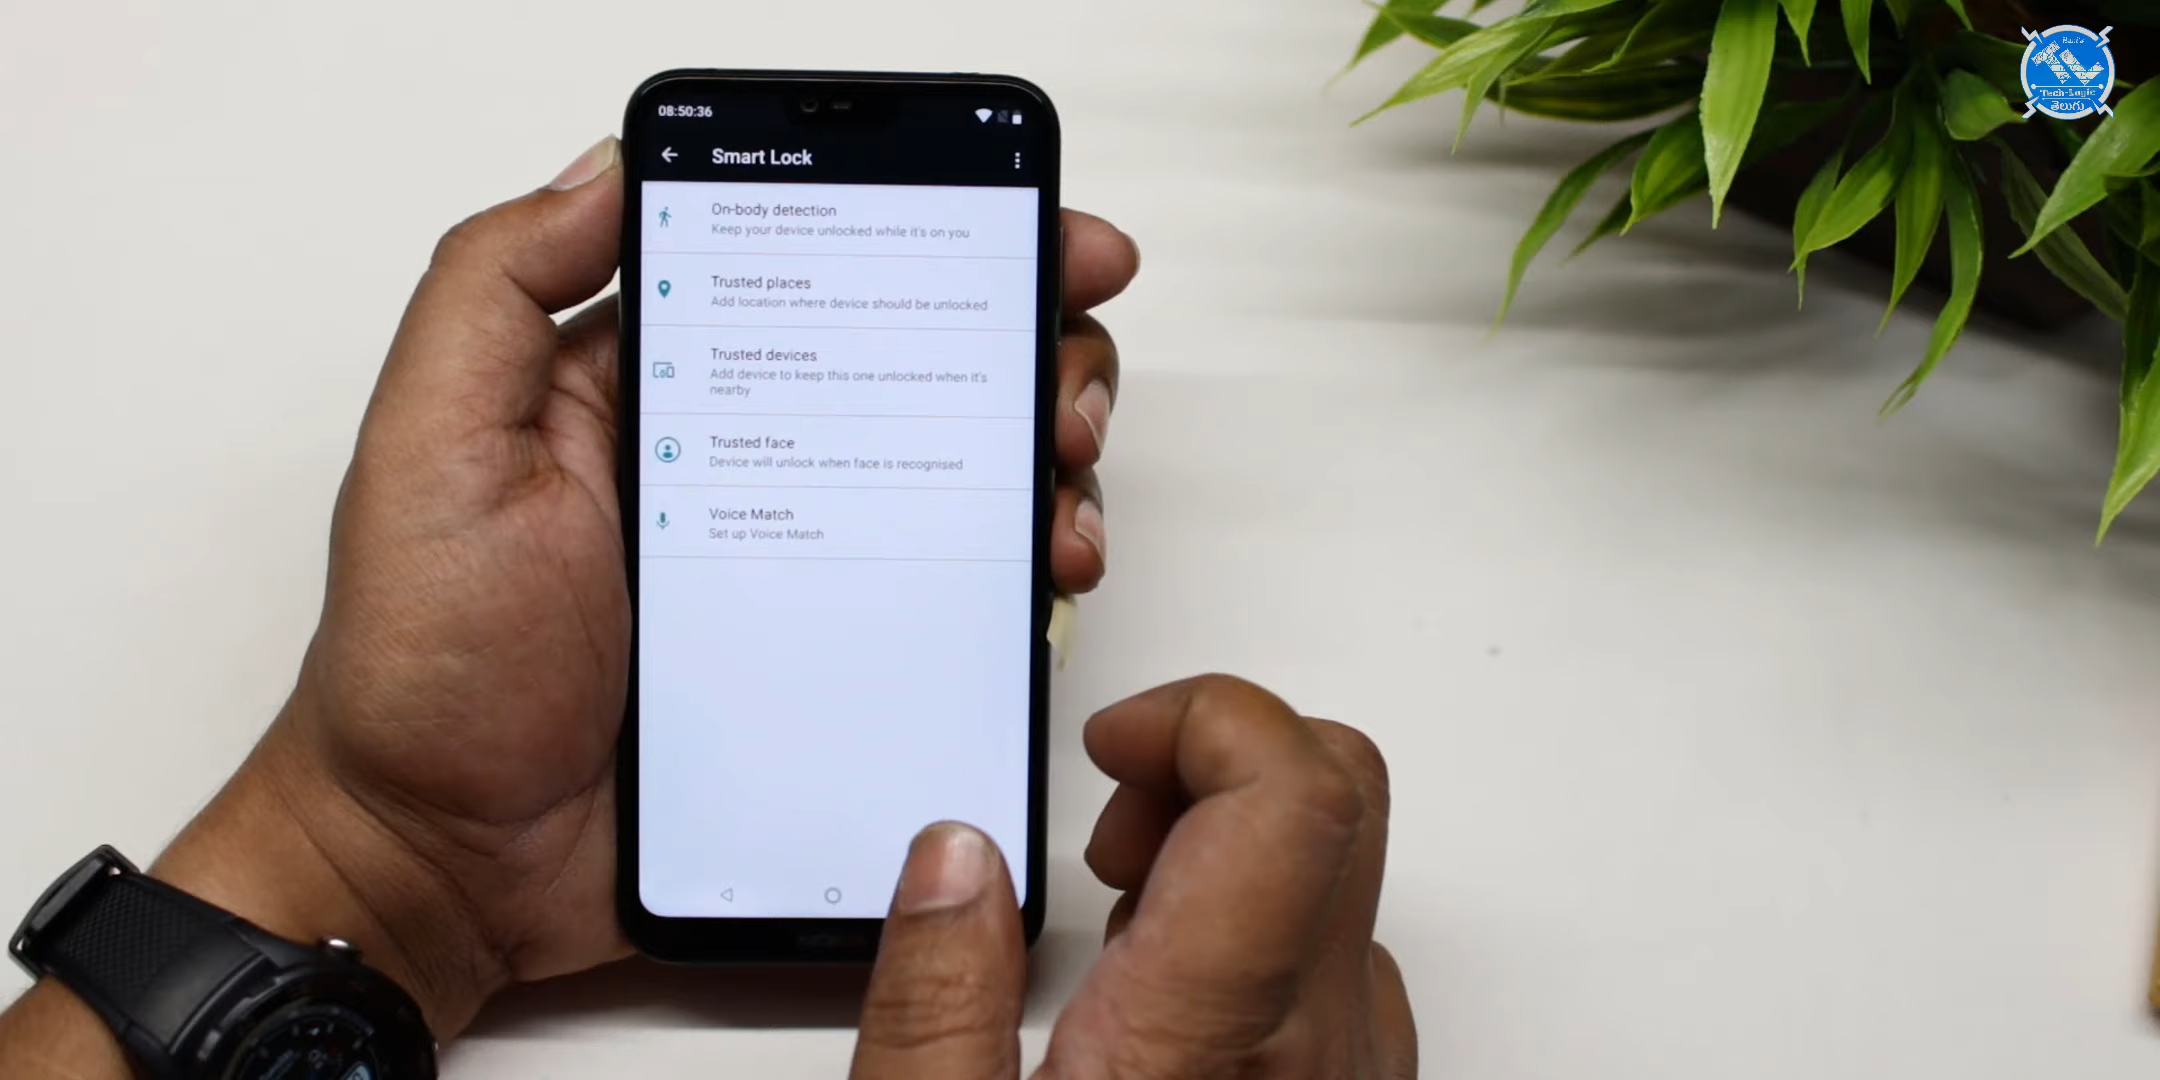 08:50:36
Smart Lock
On-body detection
Keep your device unlocked while it's on you
Trusted places
Add location where device should be unlocked
Trusted devices
Add device to keep this one unlocked when it's
nearby
Trusted face
Device will unlock when face is recognised
Voice Match
Set up Voice Match
NOKIA
Tech-Logic
తెలుగు